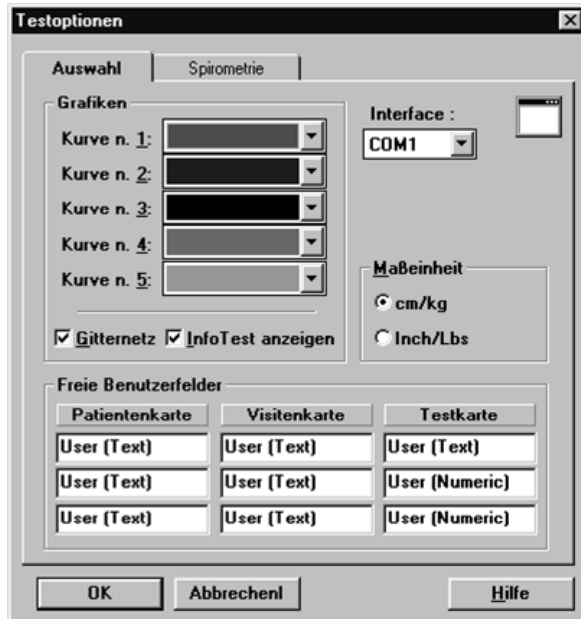 Testoptionen
Auswahl
Spirometrie
Grafiken
Kurve n. 1:
Kurve n. 2:
Kurve n. 3:
Kurve n. 4:
Kurve n. 5:
Gitternetz
InfoTest anzeigen
Interface :
COM1
Maßeinheit
cm/kg
Inch/Lbs
Freie Benutzerfelder
Patientenkarte Visitenkarte Testkarte
User (Text) User (Text) User (Text)
User (Text) User (Text) User (Numeric)
User (Text) User (Text) User (Numeric)
OK
Abbrechenl
Hilfe